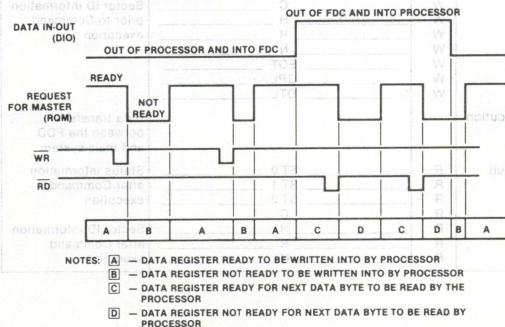 OUT OF FDC AND INTO PROCESSOR
DATA IN-OUT
(DIO)
OUT OF PROCESSOR AND INTO FDC
READY
REQUEST
FOR MASTER
(RQM)
NOT
READY
WR
RD
A B A B A C D C D B A
NOTES: A — DATA REGISTER READY TO BE WRITTEN INTO BY PROCESSOR
B — DATA REGISTER NOT READY TO BE WRITTEN INTO BY PROCESSOR
C — DATA REGISTER READY FOR NEXT DATA BYTE TO BE READ BY THE
PROCESSOR
D — DATA REGISTER NOT READY FOR NEXT DATA BYTE TO BE READ BY
PROCESSOR